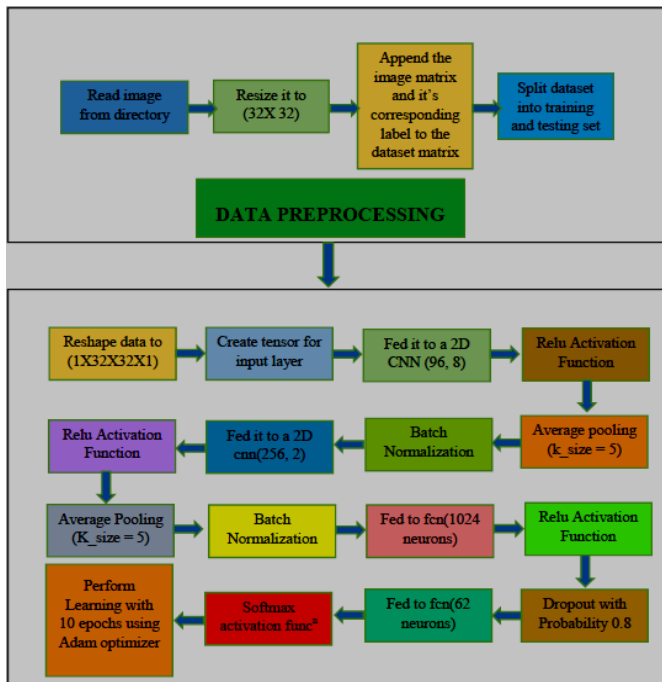 Read image
from directory
Resize it to
(32X 32)
Append the
image matrix
and it's
corresponding
label to the
dataset matrix
Split dataset
into training
and testing set
DATA PREPROCESSING
Reshape data to
(1X32X32X1)
Create tensor for
input layer
Fed it to a 2D
CNN (96, 8)
Relu Activation
Function
Average pooling
(k_size = 5)
Batch
Normalization
Fed it to a 2D
cnn(256, 2)
Relu Activation
Function
Average Pooling
(K_size = 5)
Batch
Normalization
Fed to fcn(1024
neurons)
Relu Activation
Function
Dropout with
Probability 0.8
Fed to fcn(62
neurons)
Softmax
activation funcⁿ
Perform
Learning with
10 epochs using
Adam optimizer